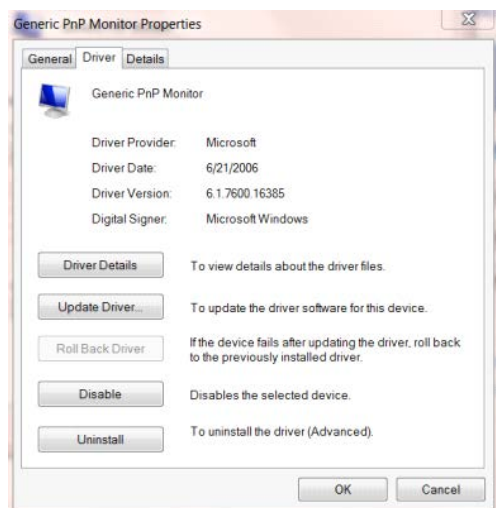 Generic PnP Monitor Properties
General Driver Details
Generic PnP Monitor
Driver Provider: Microsoft
Driver Date: 6/21/2006
Driver Version: 6.1.7600.16385
Digital Signer: Microsoft Windows
Driver Details To view details about the driver files.
Update Driver... To update the driver software for this device.
Roll Back Driver If the device fails after updating the driver, roll back
to the previously installed driver.
Disable Disables the selected device.
Uninstall To uninstall the driver (Advanced).
OK Cancel